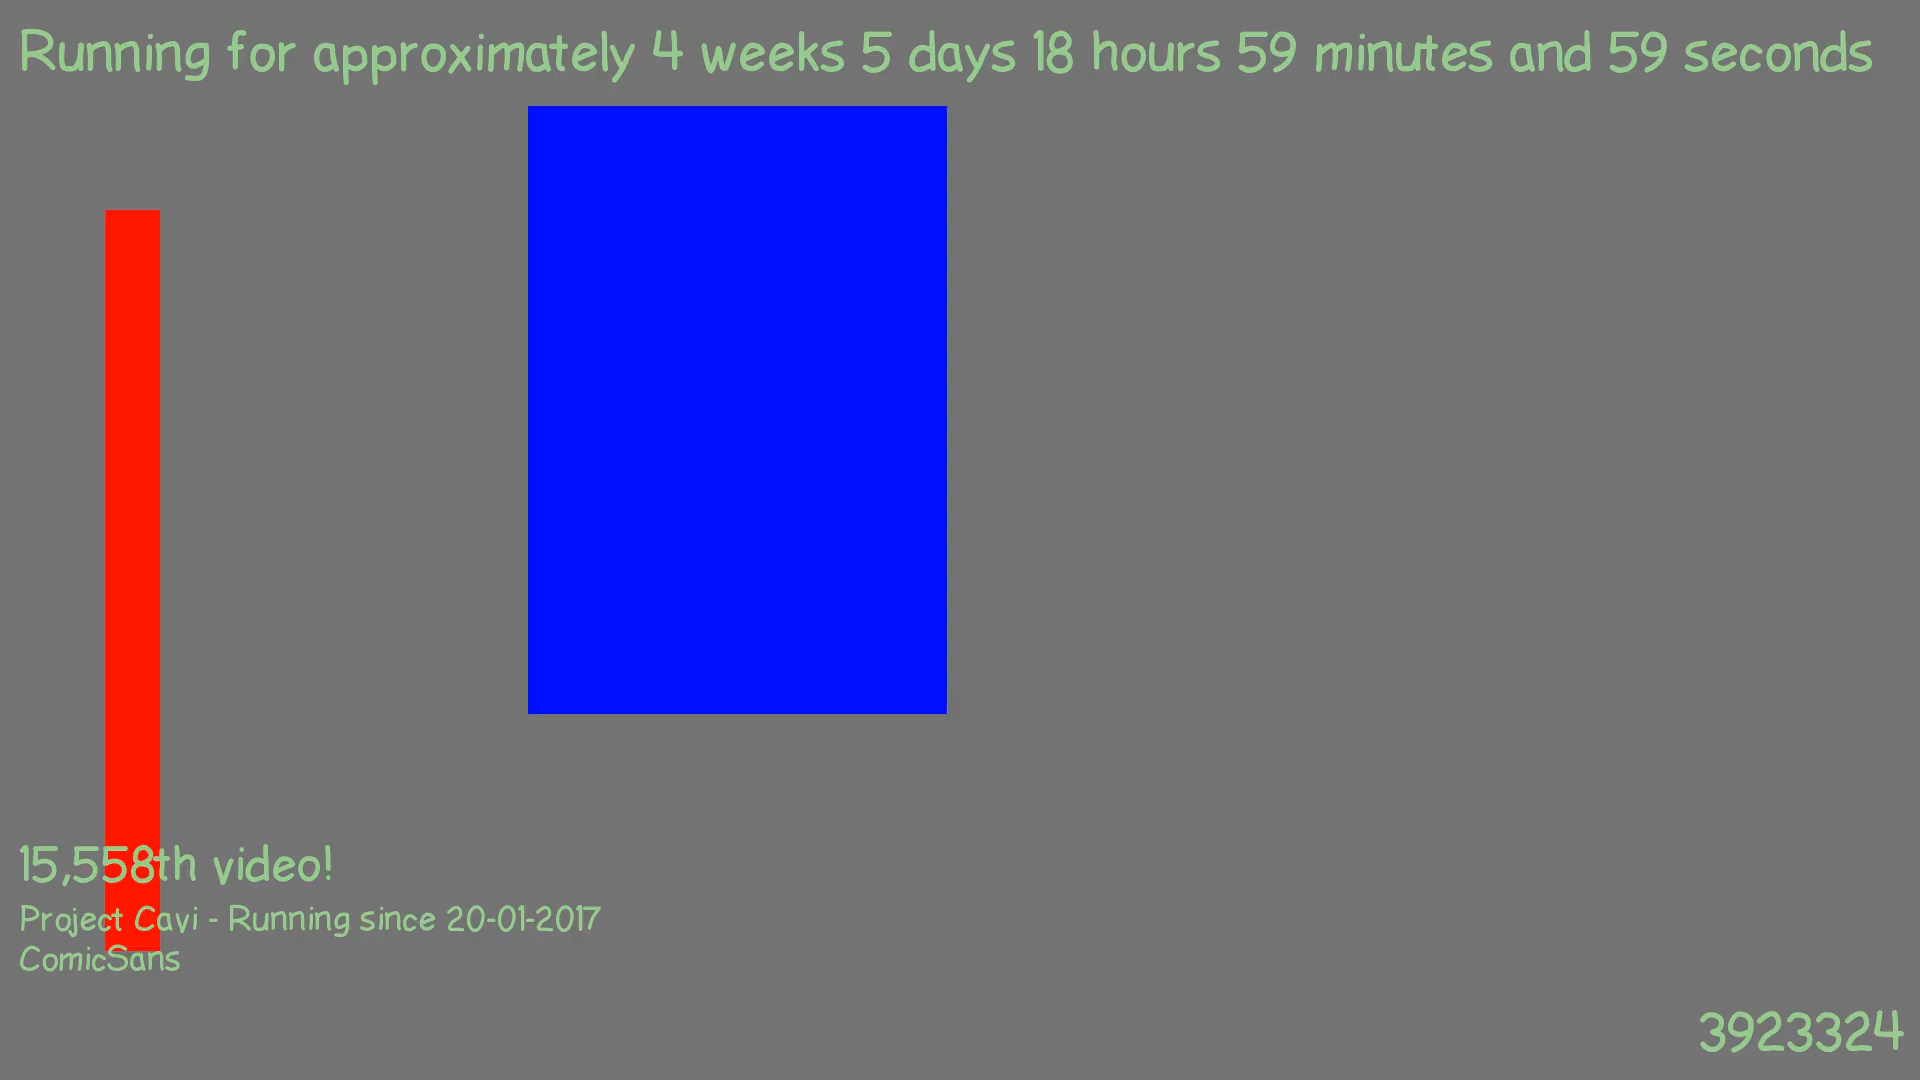 Running for approximately 4 weeks 5 days 18 hours 59 minutes and 59 seconds
15,558th video!
Project Cavi - Running since 20-01-2017
ComicSans
3923324